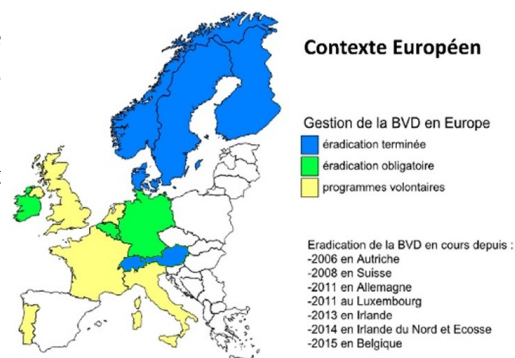 Contexte Européen
Gestion de la BVD en Europe
éradication terminée
éradication obligatoire
programmes volontaires
Eradication de la BVD en cours depuis :
-2006 en Autriche
-2008 en Suisse
-2011 en Allemagne
-2011 au Luxembourg
-2013 en Irlande
-2014 en Irlande du Nord et Ecosse
-2015 en Belgique